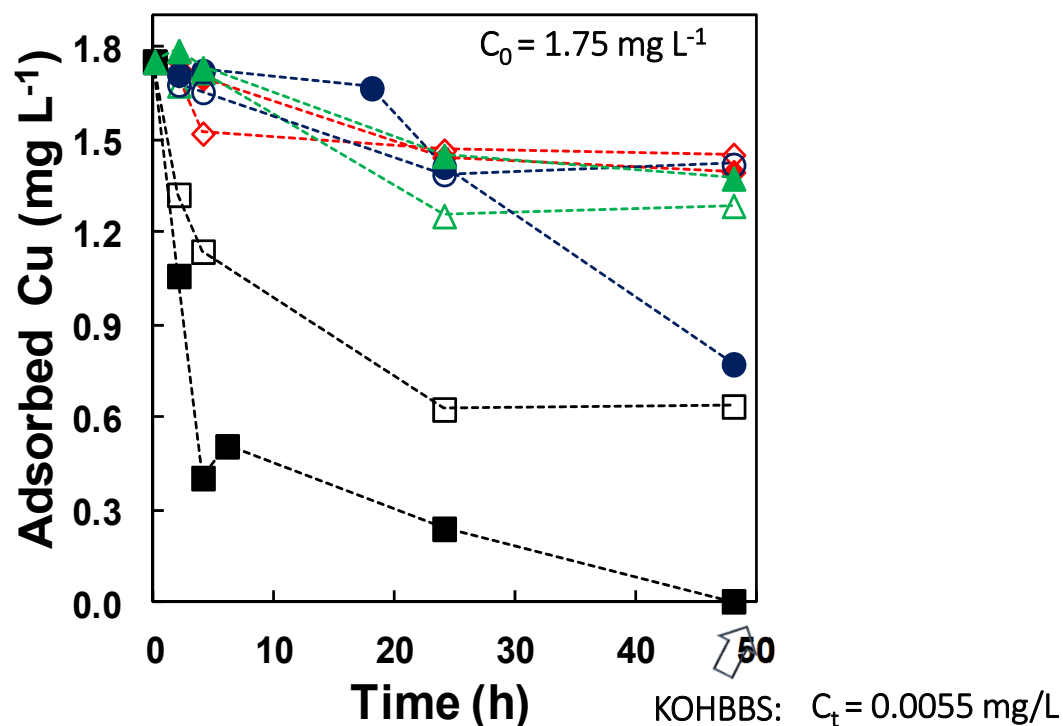 C₀ = 1.75 mg L⁻¹
Adsorbed Cu (mg L⁻¹)
1.8
1.5
1.2
0.9
0.6
0.3
0.0
0 10 20 30 40 50
Time (h)
KOHBBS: Cₜ = 0.0055 mg/L